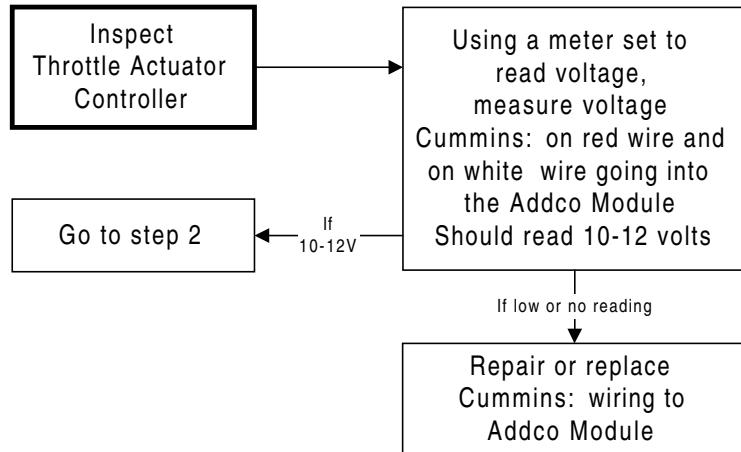 Inspect
Throttle Actuator
Controller
Using a meter set to
read voltage,
measure voltage
Cummins: on red wire and
on white wire going into
the Addco Module
Should read 10-12 volts
If
10-12V
Go to step 2
If low or no reading
Repair or replace
Cummins: wiring to
Addco Module